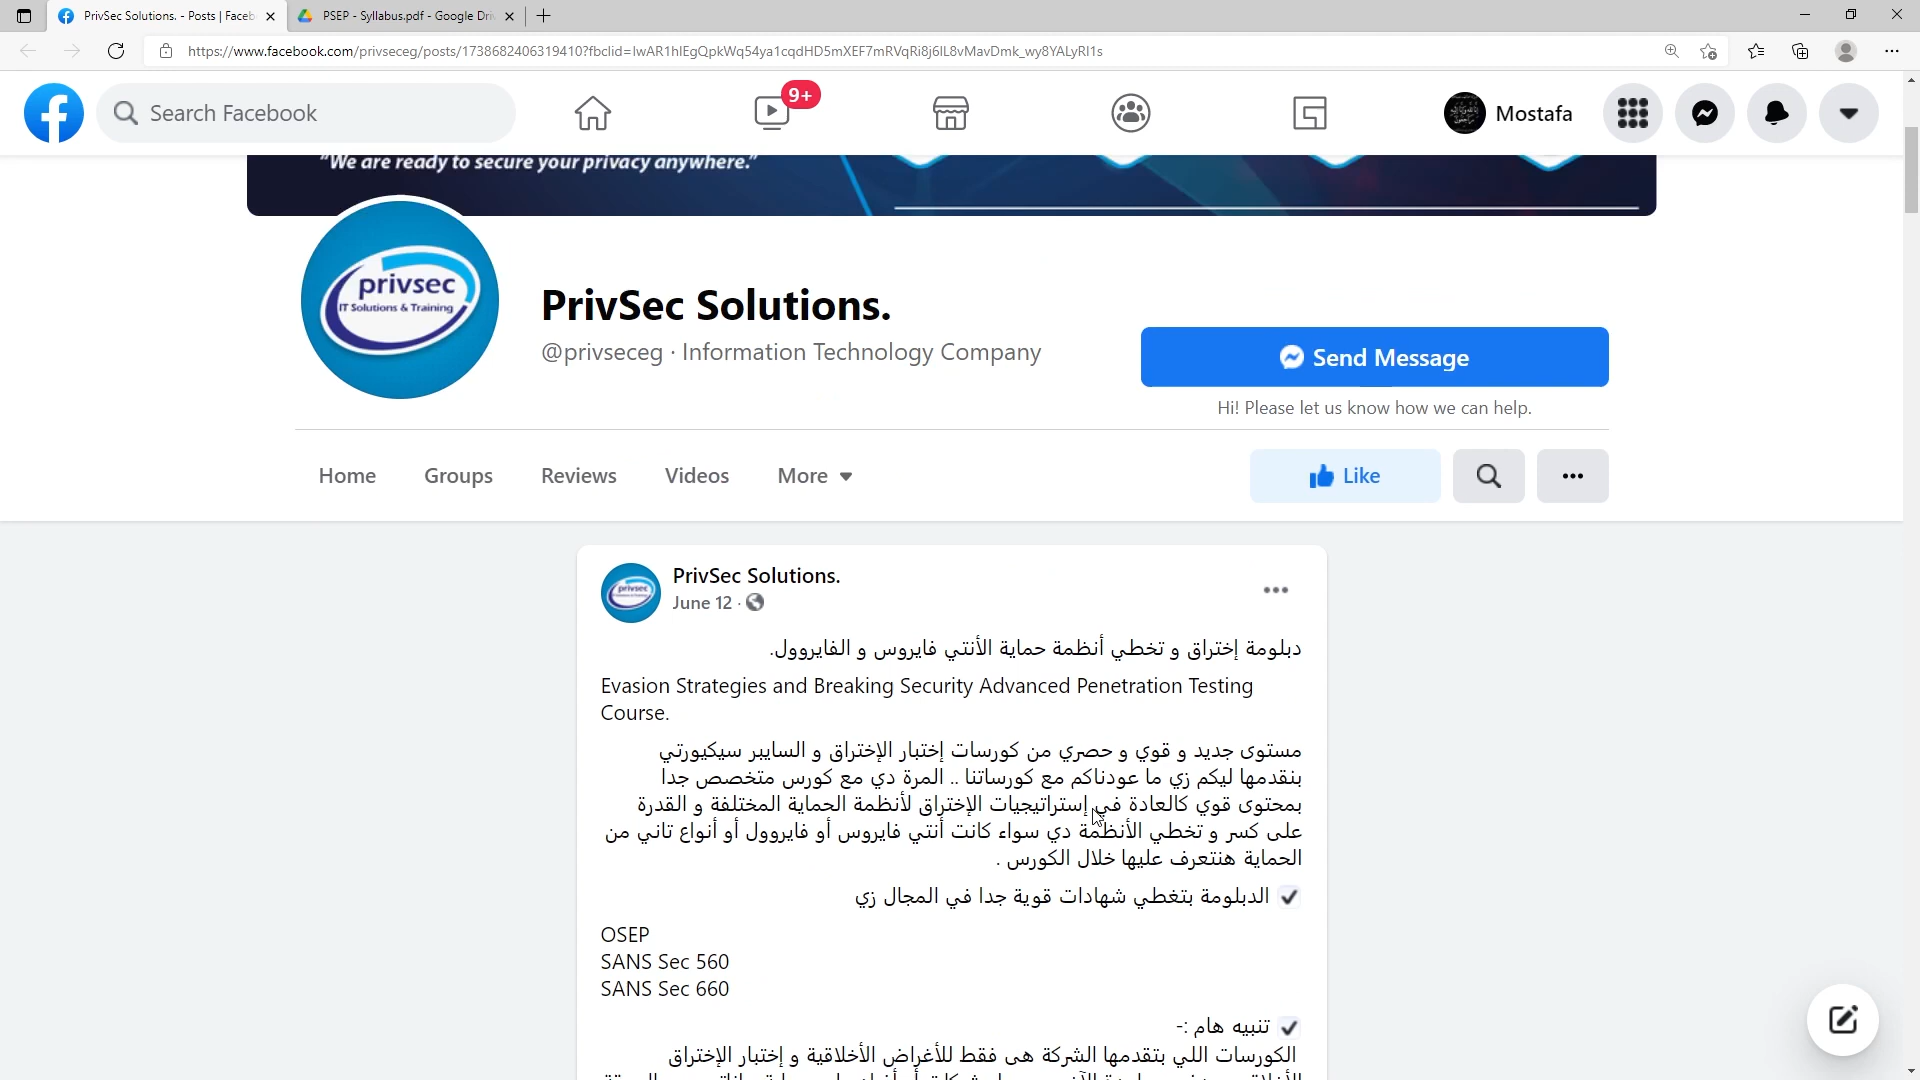 PrivSec Solutions. - Posts | Faceb
PSEP - Syllabus.pdf - Google Dri
https://www.facebook.com/privseceg/posts/1738682406319410?fbclid=IwAR1hIEgQpkWq54ya1cqdHD5mXEF7mRVqRi8j6IL8vMavDmk_wy8YALyRI1s
Search Facebook
9+
Mostafa
"We are ready to secure your privacy anywhere."
privsec
IT Solutions & Training
PrivSec Solutions.
@privseceg · Information Technology Company
Send Message
Hi! Please let us know how we can help.
Home
Groups
Reviews
Videos
More
Like
PrivSec Solutions.
June 12 ·
دبلومة إختراق و تخطي أنظمة حماية الأنتي فايروس و الفايروول.
Evasion Strategies and Breaking Security Advanced Penetration Testing
Course.
مستوى جديد و قوي و حصري من كورسات إختبار الإختراق و السايبر سيكيورتي
بنقدمها ليكم زي ما عودناكم مع كورساتنا .. المرة دي مع كورس متخصص جدا
بمحتوى قوي كالعادة في إستراتيجيات الإختراق لأنظمة الحماية المختلفة و القدرة
على كسر و تخطي الأنظمة دي سواء كانت أنتي فايروس أو فايروول أو أنواع تاني من
الحماية هنتعرف عليها خلال الكورس .
✔ الدبلومة بتغطي شهادات قوية جدا في المجال زي
OSEP
SANS Sec 560
SANS Sec 660
✔ تنبيه هام :-
الكورسات اللي بتقدمها الشركة هى فقط للأغراض الأخلاقية و إختبار الإختراق